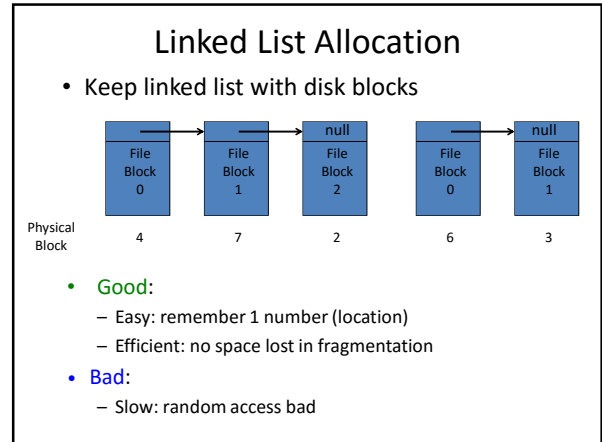 Linked List Allocation
• Keep linked list with disk blocks
null null
File File File File File
Block Block Block Block Block
0 1 2 0 1
Physical
Block
4 7 2 6 3
• Good:
– Easy: remember 1 number (location)
– Efficient: no space lost in fragmentation
• Bad:
– Slow: random access bad